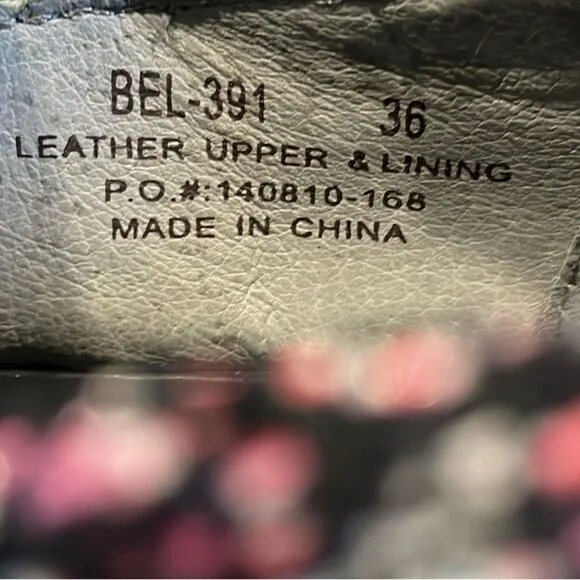 BEL-391 36
LEATHER UPPER & LINING
P.O.#:140810-168
MADE IN CHINA